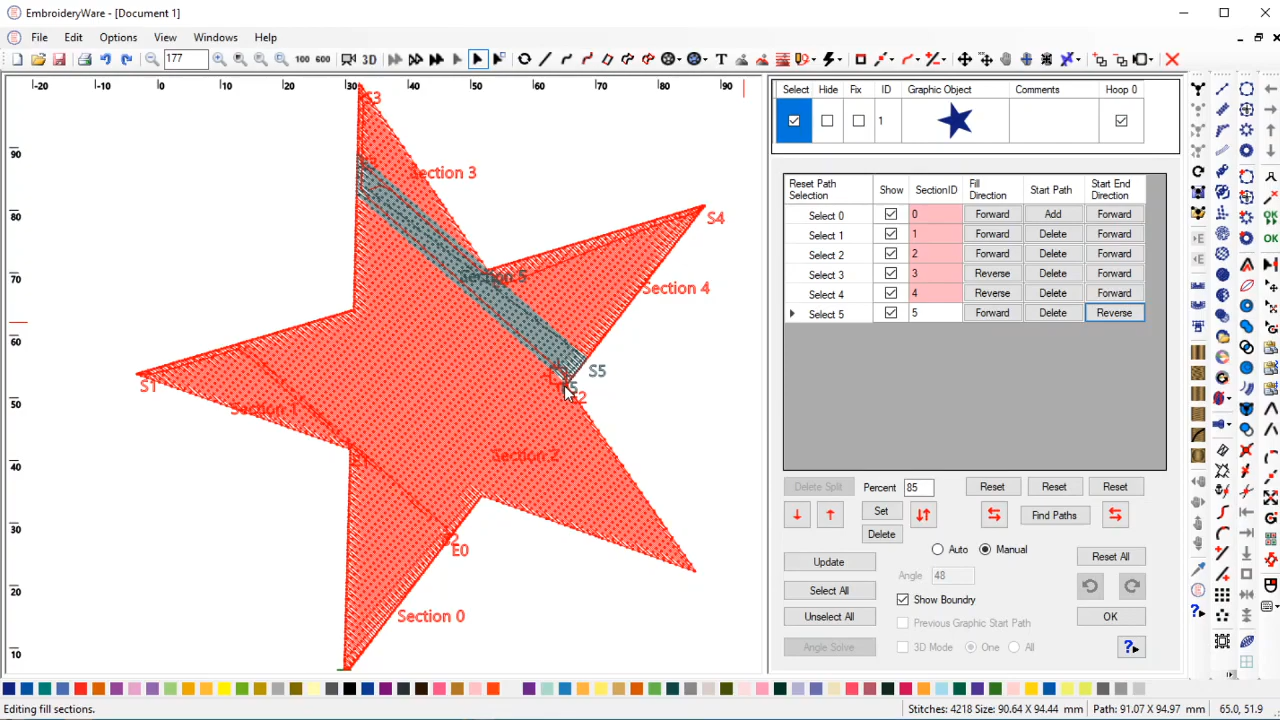 EmbroideryWare - [Document 1]
File Edit Options View Windows Help
177 100 600 3D T
-20 0 10 20 30 40 50 60 70 80 90
90
80
70
60
50
40
30
20
10
S3
Section 3
S4
Section 5
Section 4
S5
S1
Section 1
E1
Section 2
E0
Section 0
Select Hide Fix ID Graphic Object Comments Hoop 0
1
Reset Path Selection Show SectionID Fill Direction Start Path Start End Direction
Select 0 0 Forward Add Forward
Select 1 1 Forward Delete Forward
Select 2 2 Forward Delete Forward
Select 3 3 Reverse Delete Forward
Select 4 4 Reverse Delete Forward
Select 5 5 Forward Delete Reverse
Delete Split Percent 85 Reset Reset Reset
Set Find Paths
Delete
Auto Manual
Update Angle 48 Reset All
Select All Show Boundry
Unselect All Previous Graphic Start Path OK
Angle Solve 3D Mode One All
Editing fill sections. Stitches: 4218 Size: 90.64 X 94.44 mm Path: 91.07 X 94.97 mm 65.0, 51.9